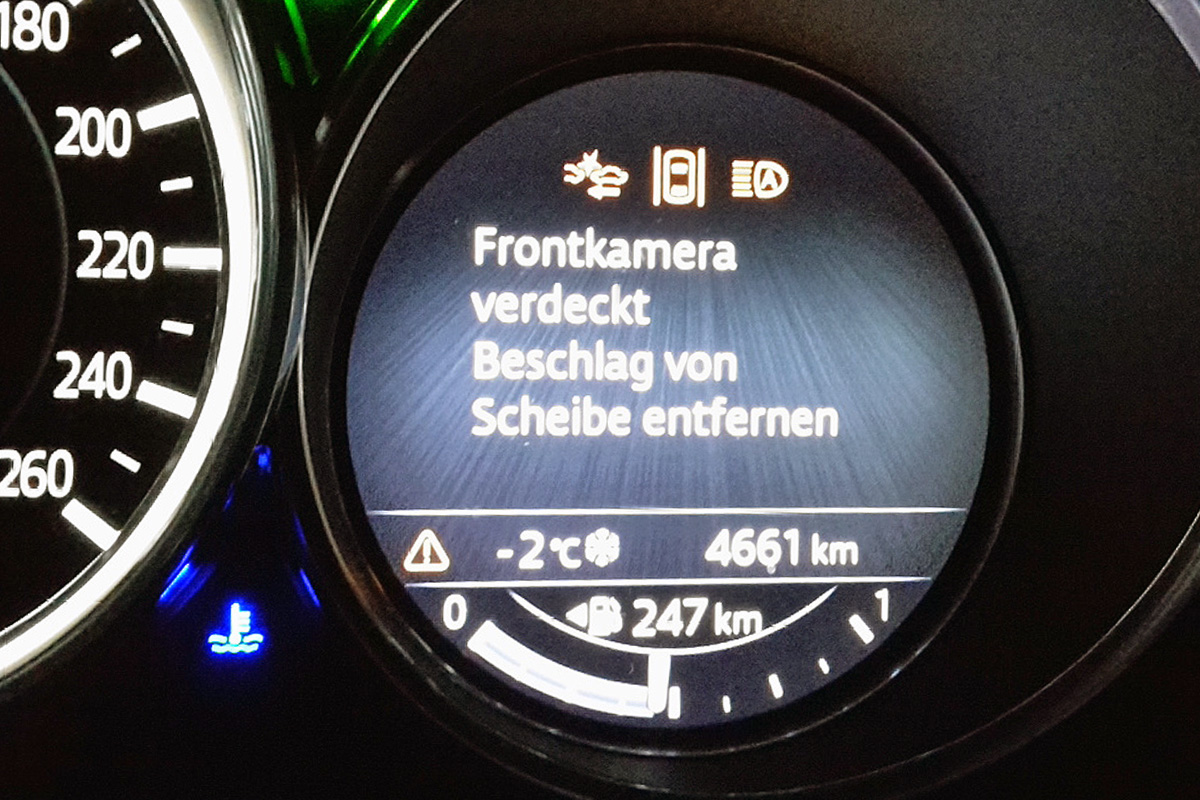 180
200
220
240
260
Frontkamera
verdeckt
Beschlag von
Scheibe entfernen
-2°C 4661 km
0 247 km 1